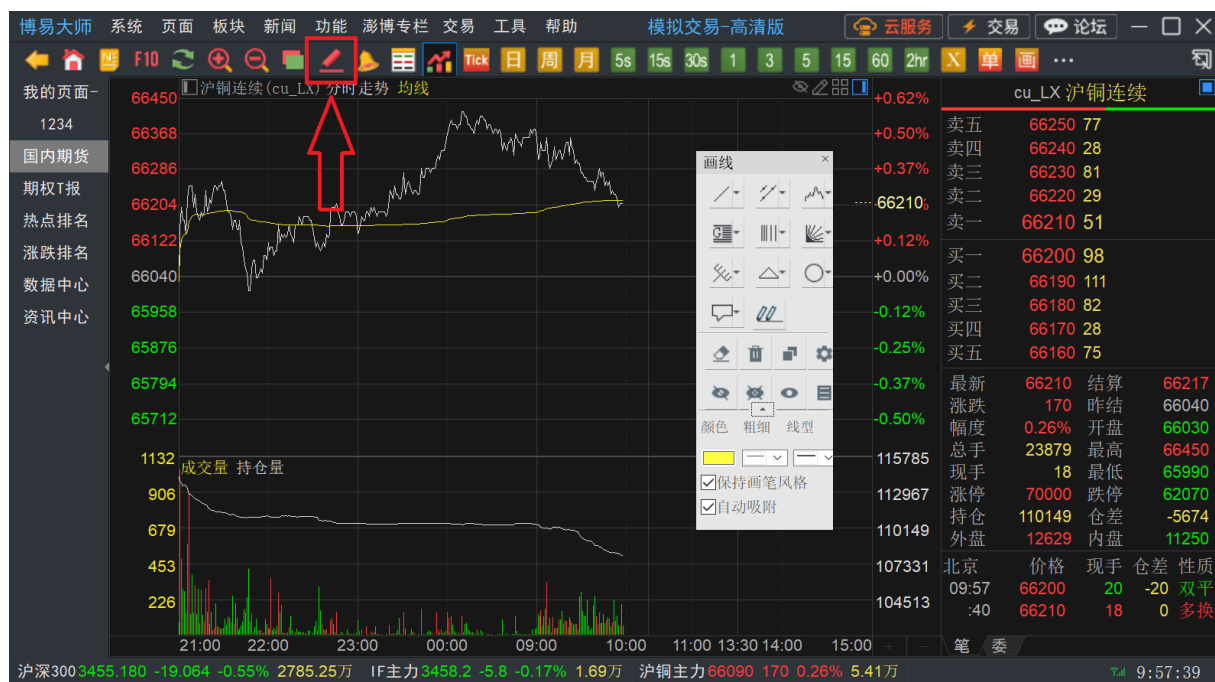 博易大师 系统 页面 板块 新闻 功能 澎博专栏 交易 工具 帮助 模拟交易-高清版 云服务 交易 论坛
F10 Tick 日 周 月 5s 15s 30s 1 3 5 15 60 2hr X 单 画 ···
我的页面-
1234
国内期货
期权T报
热点排名
涨跌排名
数据中心
资讯中心
沪铜连续(cu_LX) 分时走势 均线
66450 +0.62%
66368 +0.50%
66286 +0.37%
66204 66210
66122 +0.12%
66040 +0.00%
65958 -0.12%
65876 -0.25%
65794 -0.37%
65712 -0.50%
1132 成交量 持仓量 115785
906 112967
679 110149
453 107331
226 104513
21:00 22:00 23:00 00:00 09:00 10:00 11:00 13:30 14:00 15:00 + -
画线 ×
颜色 粗细 线型
保持画笔风格
自动吸附
cu_LX 沪铜连续
卖五 66250 77
卖四 66240 28
卖三 66230 81
卖二 66220 29
卖一 66210 51
买一 66200 98
买二 66190 111
买三 66180 82
买四 66170 28
买五 66160 75
最新 66210 结算 66217
涨跌 170 昨结 66040
幅度 0.26% 开盘 66030
总手 23879 最高 66450
现手 18 最低 65990
涨停 70000 跌停 62070
持仓 110149 仓差 -5674
外盘 12629 内盘 11250
北京 价格 现手 仓差 性质
09:57 66200 20 -20 双平
:40 66210 18 0 多换
笔 委
沪深300 3455.180 -19.064 -0.55% 2785.25万 IF主力 3458.2 -5.8 -0.17% 1.69万 沪铜主力 66090 170 0.26% 5.41万 9:57:39